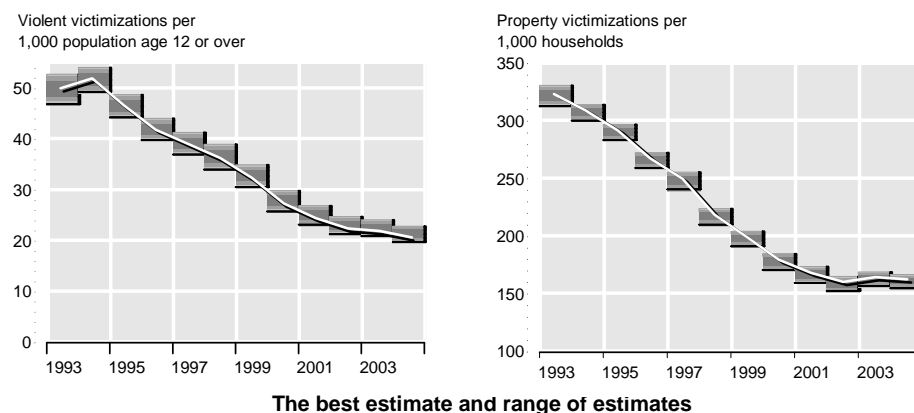 Violent victimizations per
1,000 population age 12 or over
50
40
30
20
10
0
1993 1995 1997 1999 2001 2003
Property victimizations per
1,000 households
350
300
250
200
150
100
1993 1995 1997 1999 2001 2003
The best estimate and range of estimates